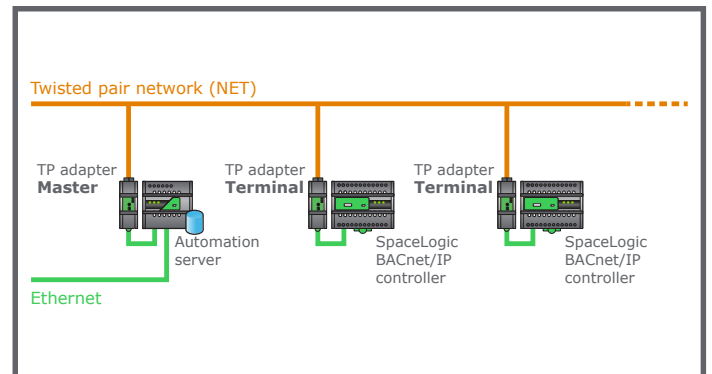 Twisted pair network (NET)
TP adapter
Master
TP adapter
Terminal
TP adapter
Terminal
Automation
server
SpaceLogic
BACnet/IP
controller
SpaceLogic
BACnet/IP
controller
Ethernet